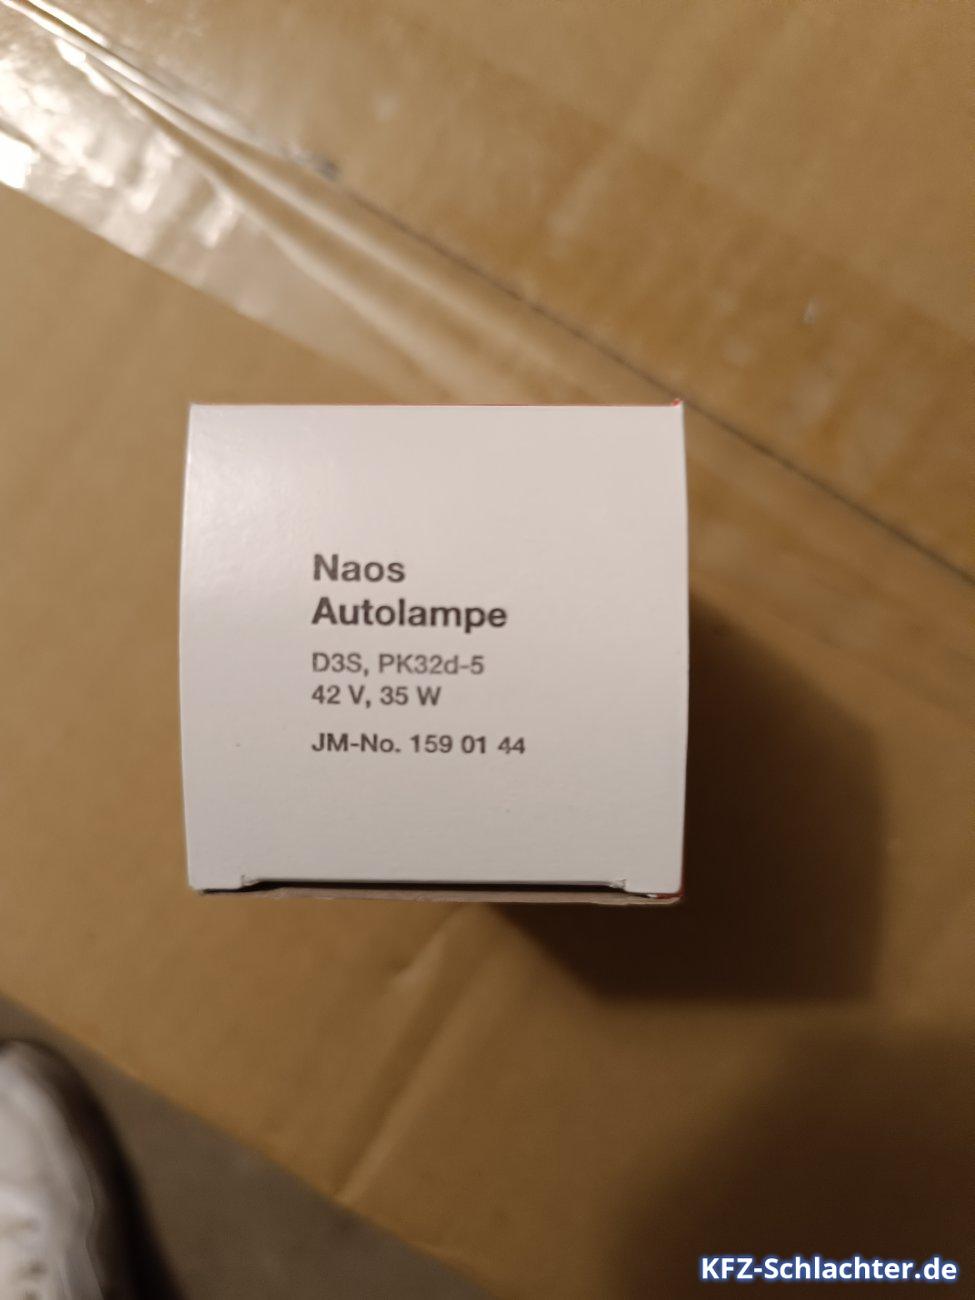 Naos
Autolampe
D3S, PK32d-5
42 V, 35 W
JM-No. 159 01 44
KFZ-Schlachter.de